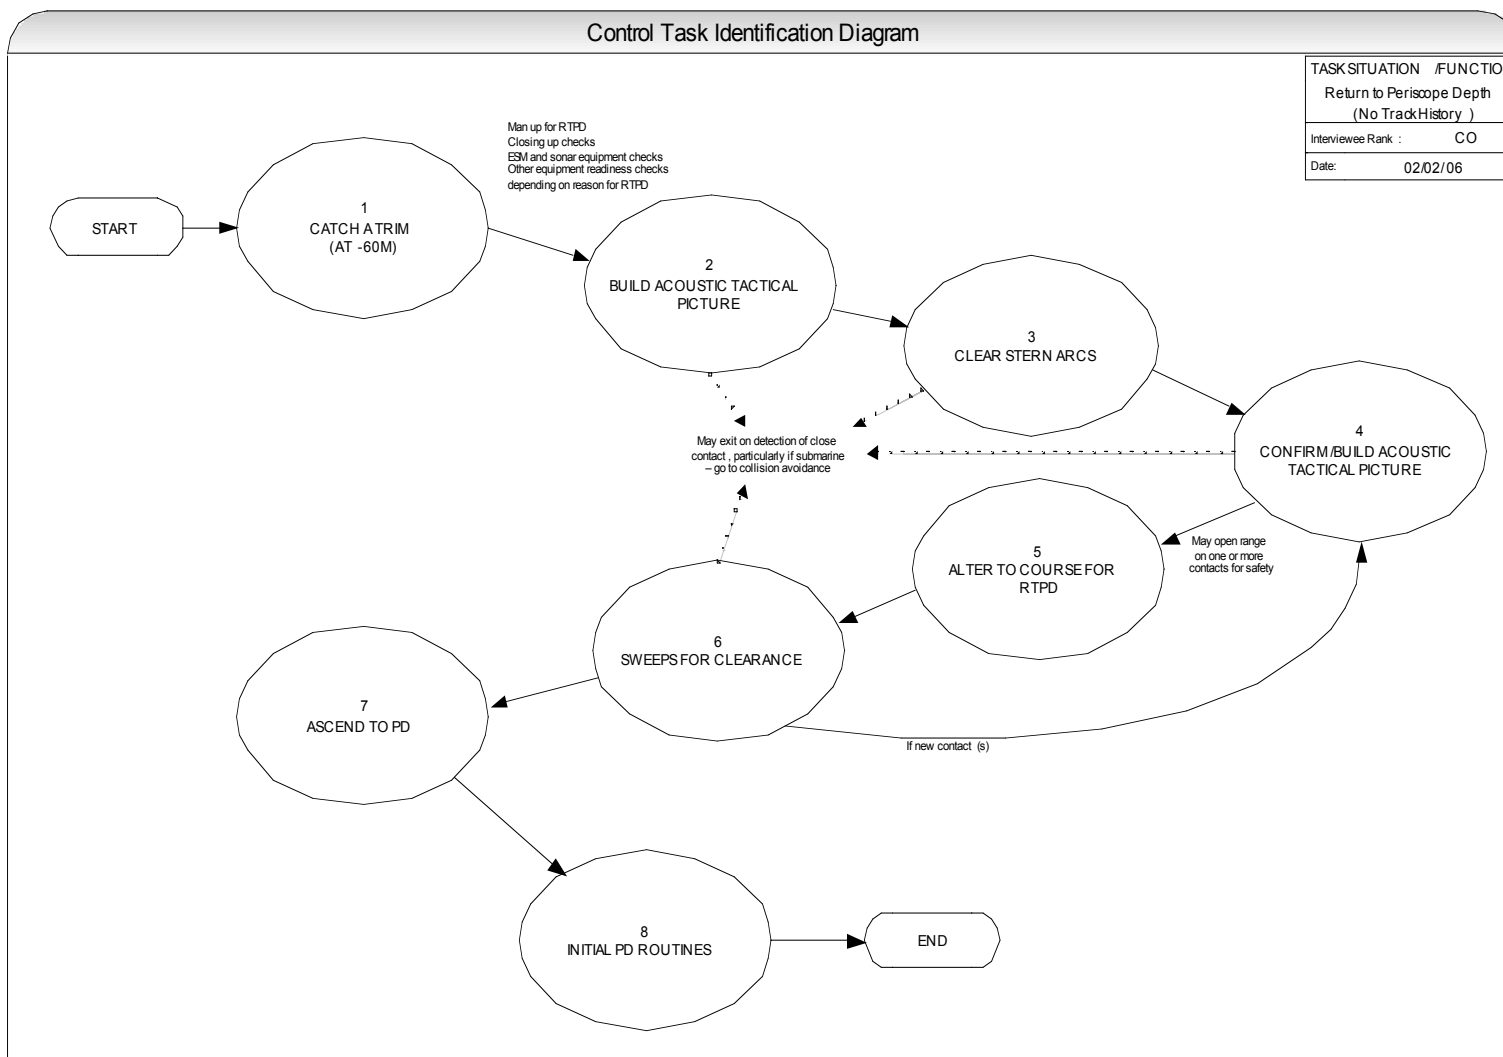 Control Task Identification Diagram
TASK SITUATION /FUNCTIO
Return to Periscope Depth
(No Track History )
Interviewee Rank : CO
Date: 02/02/06
Man up for RTPD
Closing up checks
ESM and sonar equipment checks
Other equipment readiness checks
depending on reason for RTPD
START
1
CATCH A TRIM
(AT -60M)
2
BUILD ACOUSTIC TACTICAL
PICTURE
3
CLEAR STERN ARCS
4
CONFIRM/BUILD ACOUSTIC
TACTICAL PICTURE
May exit on detection of close
contact , particularly if submarine
– go to collision avoidance
May open range
on one or more
contacts for safety
5
ALTER TO COURSE FOR
RTPD
6
SWEEPS FOR CLEARANCE
7
ASCEND TO PD
If new contact (s)
8
INITIAL PD ROUTINES
END